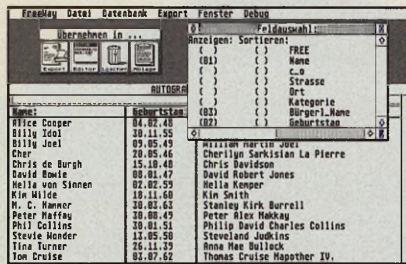 FreeWay Datei Datenbank Export Fenster Debug
Übernehmen in ...
Export Editor Löschen Ablage
Feldauswahl:
Anzeigen: Sortieren:
( ) ( ) FREE
(01) ( ) Name
( ) ( ) c_o
( ) ( ) Strasse
( ) ( ) Ort
( ) ( ) Kategorie
(03) ( ) Bürgerl_Name
(02) ( ) Geburtstag
AUTOGRA
Name: Geburtstag
Alice Cooper 04.02.48
Billy Idol 30.11.55
Billy Joel 09.05.49 William Martin Joel
Cher 20.05.46 Cherilyn Sarkisian La Pierre
Chris de Burgh 15.10.48 Chris Davidson
David Bowie 08.01.47 David Robert Jones
Hella von Sinnen 02.02.59 Hella Kemper
Kim Wilde 18.11.60 Kim Smith
M. C. Hammer 30.03.63 Stanley Kirk Burrell
Peter Maffay 30.08.49 Peter Alex Makkay
Phil Collins 30.01.51 Philip David Charles Collins
Stevie Wonder 13.05.50 Steveland Judkins
Tina Turner 26.11.39 Anna Mae Bullock
Tom Cruise 03.07.62 Thomas Cruise Mapother IV.